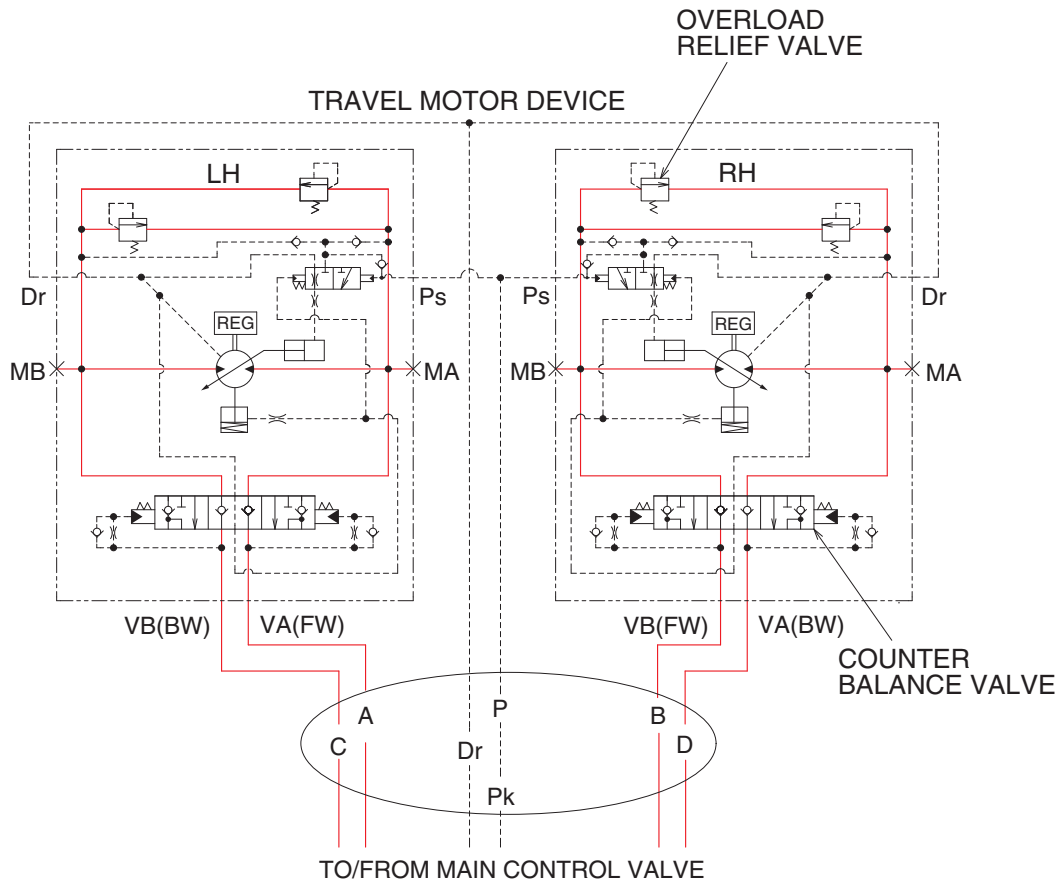 OVERLOAD
RELIEF VALVE
TRAVEL MOTOR DEVICE
LH
RH
Dr
Ps
Ps
Dr
REG
REG
MB
MA
MB
MA
VB(BW)
VA(FW)
VB(FW)
VA(BW)
COUNTER
BALANCE VALVE
A
P
B
C
Dr
D
Pk
TO/FROM MAIN CONTROL VALVE